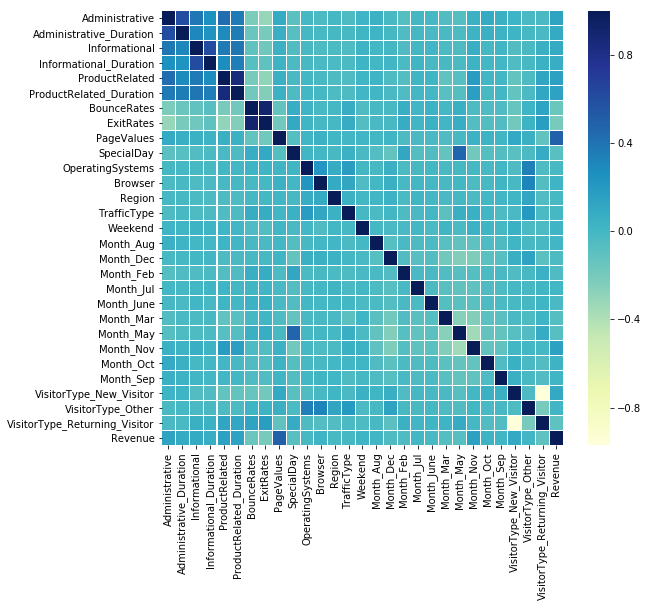 Administrative
Administrative_Duration
Informational
Informational_Duration
ProductRelated
ProductRelated_Duration
BounceRates
ExitRates
PageValues
SpecialDay
OperatingSystems
Browser
Region
TrafficType
Weekend
Month_Aug
Month_Dec
Month_Feb
Month_Jul
Month_June
Month_Mar
Month_May
Month_Nov
Month_Oct
Month_Sep
VisitorType_New_Visitor
VisitorType_Other
VisitorType_Returning_Visitor
Revenue
Administrative
Administrative_Duration
Informational
Informational_Duration
ProductRelated
ProductRelated_Duration
BounceRates
ExitRates
PageValues
SpecialDay
OperatingSystems
Browser
Region
TrafficType
Weekend
Month_Aug
Month_Dec
Month_Feb
Month_Jul
Month_June
Month_Mar
Month_May
Month_Nov
Month_Oct
Month_Sep
VisitorType_New_Visitor
VisitorType_Other
VisitorType_Returning_Visitor
Revenue
0.8
0.4
0.0
−0.4
−0.8